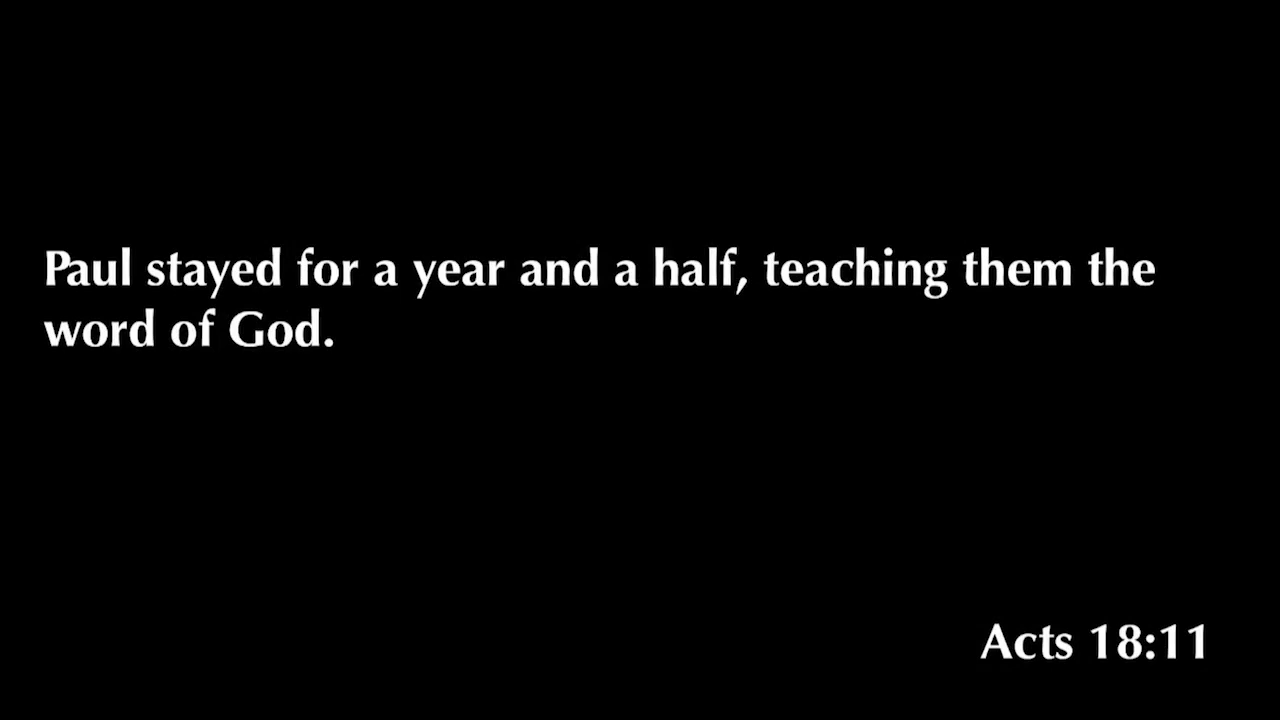 Paul stayed for a year and a half, teaching them the
word of God.
Acts 18:11